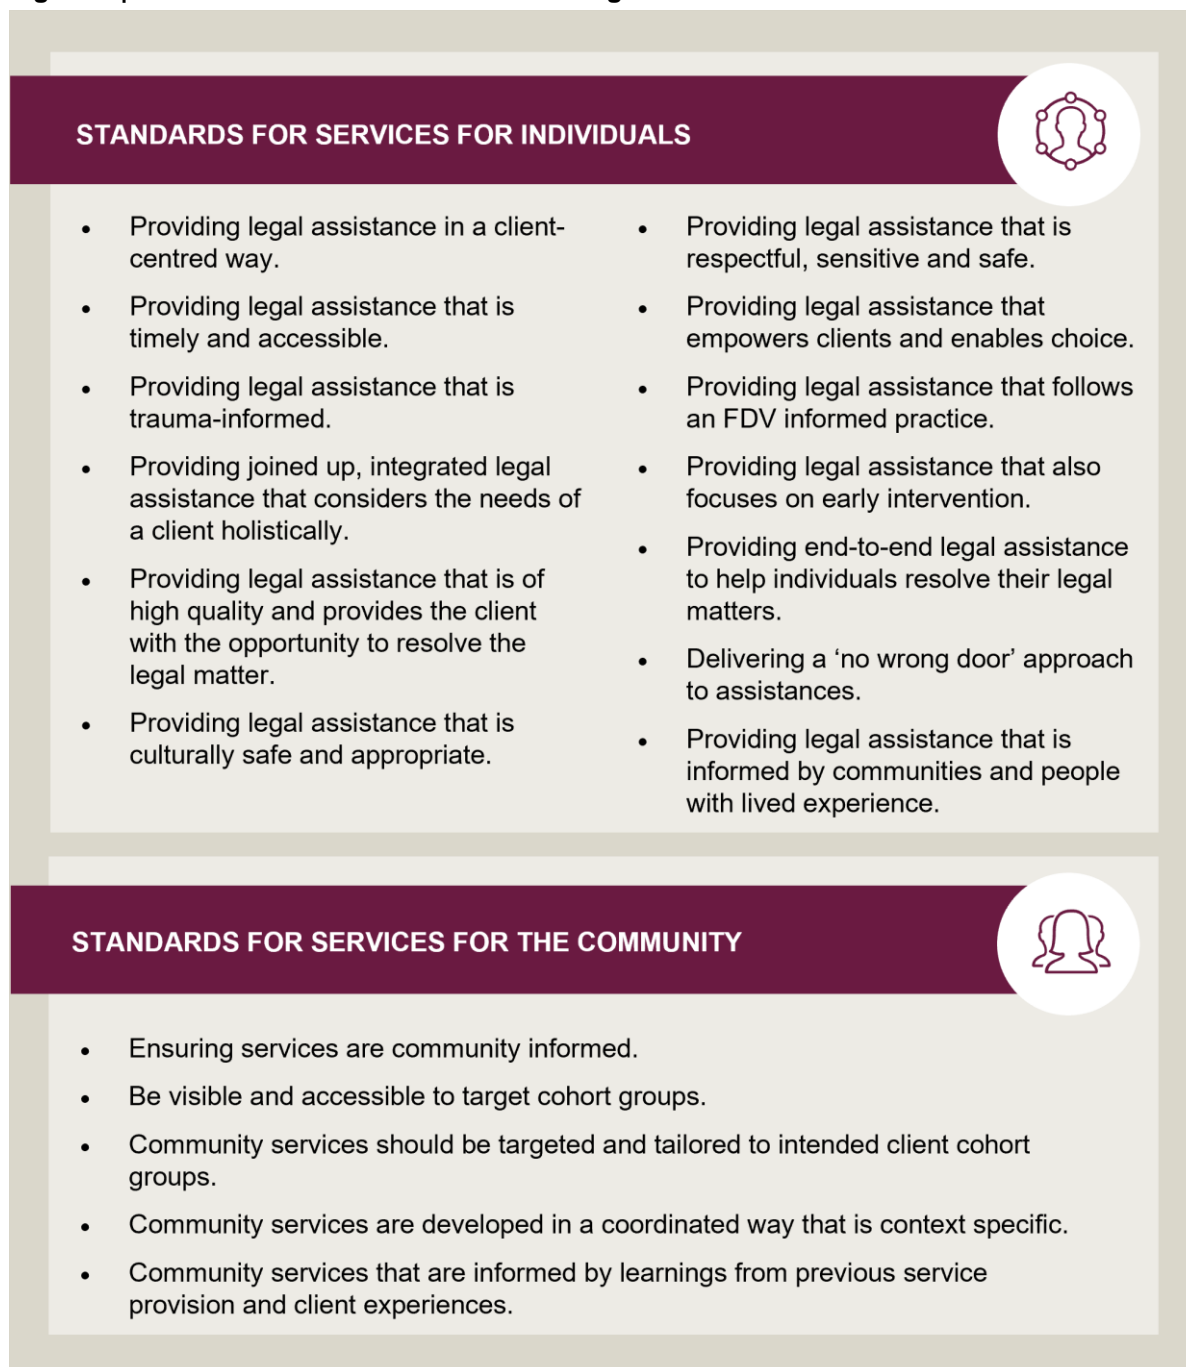 STANDARDS FOR SERVICES FOR INDIVIDUALS
• Providing legal assistance in a client-
centred way.
• Providing legal assistance that is
timely and accessible.
• Providing legal assistance that is
trauma-informed.
• Providing joined up, integrated legal
assistance that considers the needs of
a client holistically.
• Providing legal assistance that is of
high quality and provides the client
with the opportunity to resolve the
legal matter.
• Providing legal assistance that is
culturally safe and appropriate.
• Providing legal assistance that is
respectful, sensitive and safe.
• Providing legal assistance that
empowers clients and enables choice.
• Providing legal assistance that follows
an FDV informed practice.
• Providing legal assistance that also
focuses on early intervention.
• Providing end-to-end legal assistance
to help individuals resolve their legal
matters.
• Delivering a ‘no wrong door’ approach
to assistances.
• Providing legal assistance that is
informed by communities and people
with lived experience.
STANDARDS FOR SERVICES FOR THE COMMUNITY
• Ensuring services are community informed.
• Be visible and accessible to target cohort groups.
• Community services should be targeted and tailored to intended client cohort
groups.
• Community services are developed in a coordinated way that is context specific.
• Community services that are informed by learnings from previous service
provision and client experiences.